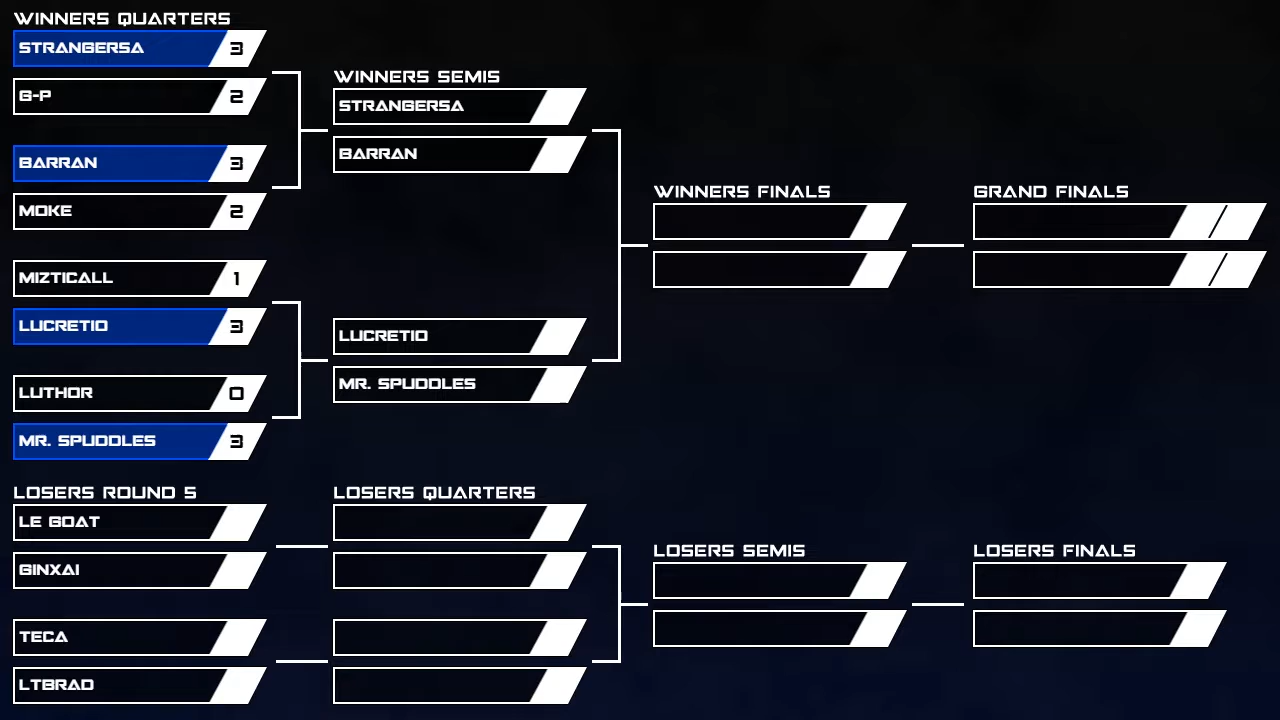 WINNERS QUARTERS
STRANGERSA 3
G-P 2
BARRAN 3
MOKE 2
MIZTICALL 1
LUCRETIO 3
LUTHOR 0
MR. SPUDDLES 3
WINNERS SEMIS
STRANGERSA
BARRAN
LUCRETIO
MR. SPUDDLES
WINNERS FINALS
GRAND FINALS
LOSERS ROUND 5
LE GOAT
GINXAI
TECA
LTBRAD
LOSERS QUARTERS
LOSERS SEMIS
LOSERS FINALS